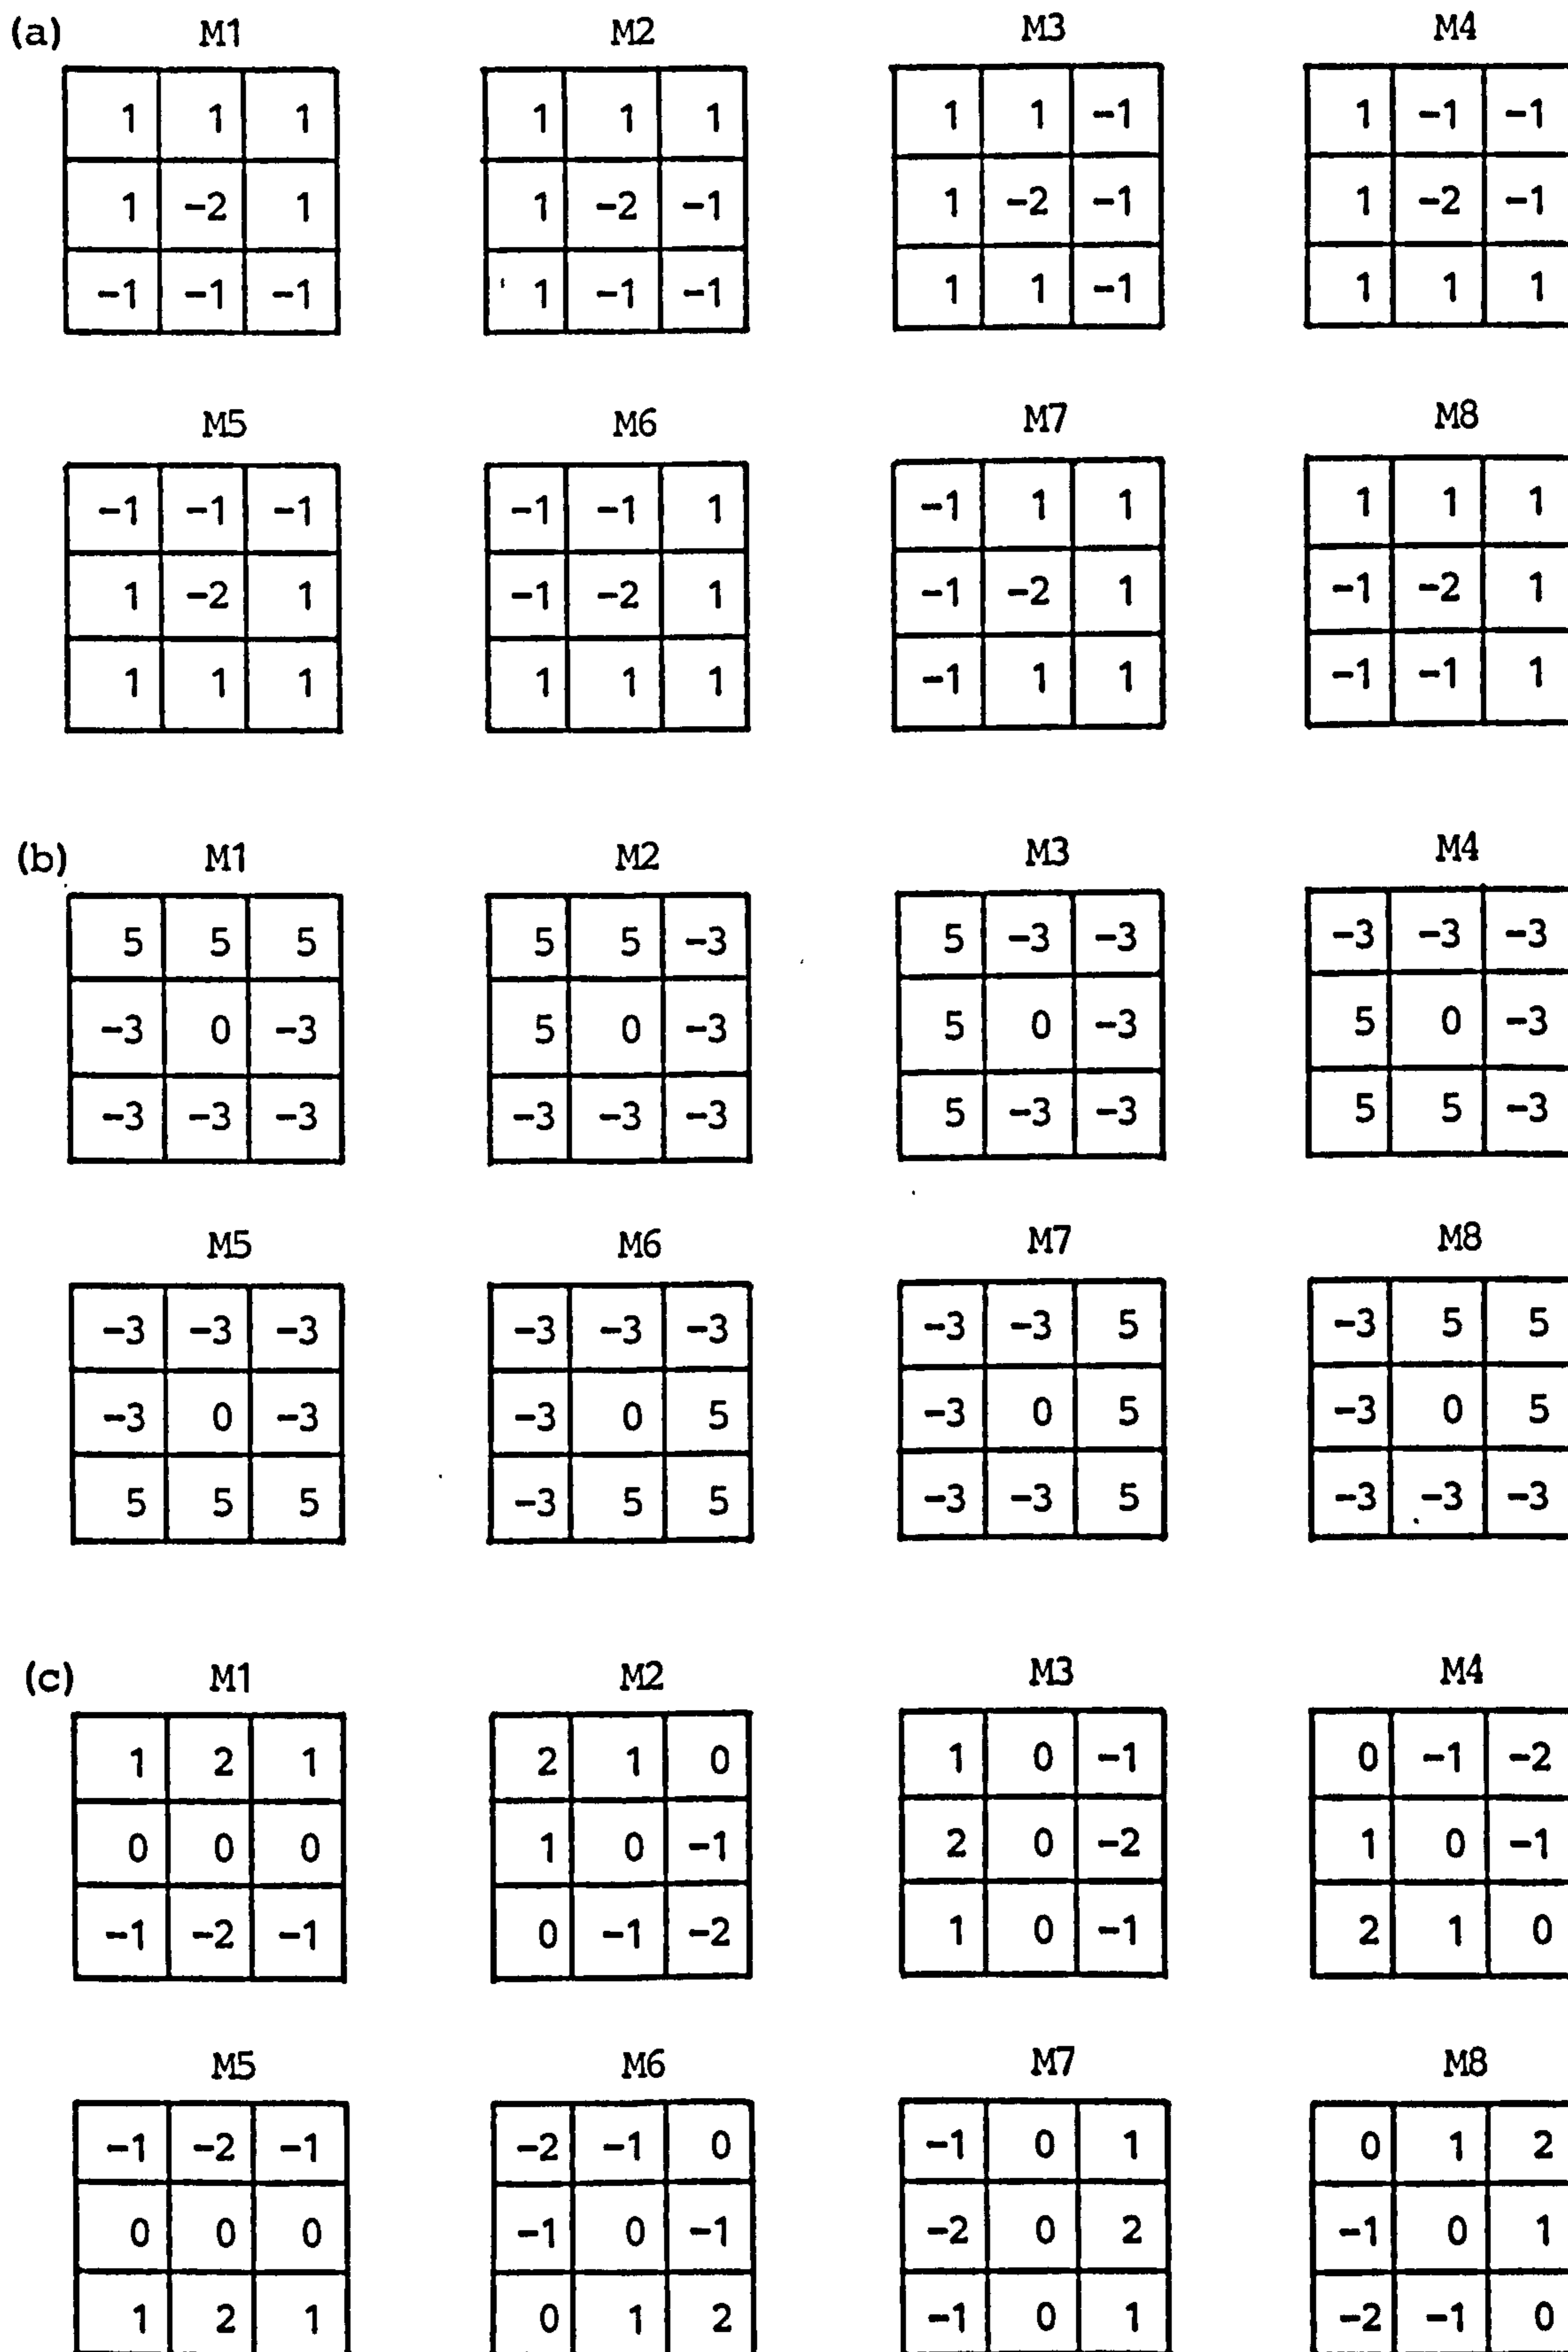 (a) M1 M2 M3 M4
1 1 1 1 1 1 1 1 -1 1 -1 -1
1 -2 1 1 -2 -1 1 -2 -1 1 -2 -1
-1 -1 -1 1 -1 -1 1 1 -1 1 1 1
M5 M6 M7 M8
-1 -1 -1 -1 -1 1 -1 1 1 1 1 1
1 -2 1 -1 -2 1 -1 -2 1 -1 -2 1
1 1 1 1 1 1 -1 1 1 -1 -1 1
(b) M1 M2 M3 M4
5 5 5 5 5 -3 5 -3 -3 -3 -3 -3
-3 0 -3 5 0 -3 5 0 -3 5 0 -3
-3 -3 -3 -3 -3 -3 5 -3 -3 5 5 -3
M5 M6 M7 M8
-3 -3 -3 -3 -3 -3 -3 -3 5 -3 5 5
-3 0 -3 -3 0 5 -3 0 5 -3 0 5
5 5 5 -3 5 5 -3 -3 5 -3 -3 -3
(c) M1 M2 M3 M4
1 2 1 2 1 0 1 0 -1 0 -1 -2
0 0 0 1 0 -1 2 0 -2 1 0 -1
-1 -2 -1 0 -1 -2 1 0 -1 2 1 0
M5 M6 M7 M8
-1 -2 -1 -2 -1 0 -1 0 1 0 1 2
0 0 0 -1 0 -1 -2 0 2 -1 0 1
1 2 1 0 1 2 -1 0 1 -2 -1 0